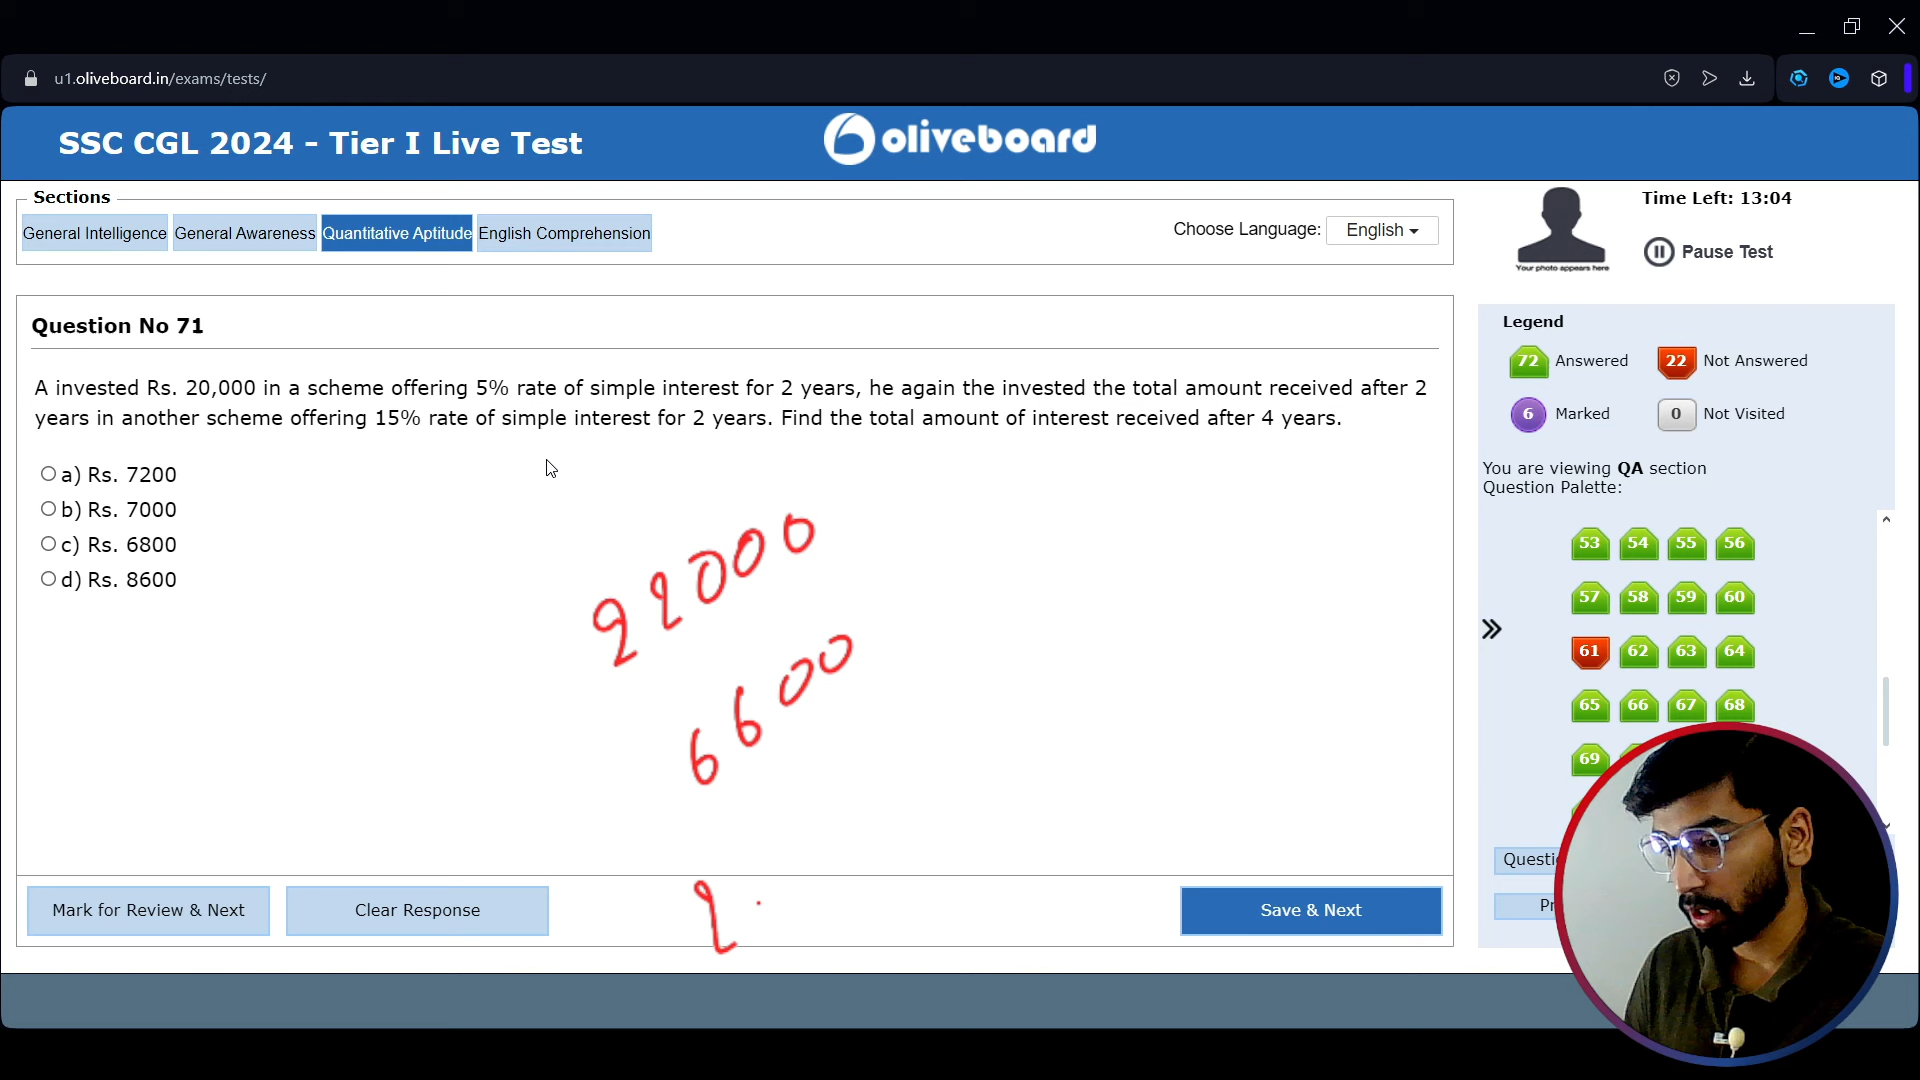 u1.oliveboard.in/exams/tests/
SSC CGL 2024 - Tier I Live Test
oliveboard
Sections
General Intelligence General Awareness Quantitative Aptitude English Comprehension
Choose Language: English
Your photo appears here
Time Left: 13:04
Pause Test
Question No 71
A invested Rs. 20,000 in a scheme offering 5% rate of simple interest for 2 years, he again the invested the total amount received after 2
years in another scheme offering 15% rate of simple interest for 2 years. Find the total amount of interest received after 4 years.
a) Rs. 7200
b) Rs. 7000
c) Rs. 6800
d) Rs. 8600
22000
6600
2
Mark for Review & Next
Clear Response
Save & Next
Legend
72 Answered 22 Not Answered
6 Marked 0 Not Visited
You are viewing QA section
Question Palette:
53 54 55 56
57 58 59 60
61 62 63 64
65 66 67 68
69